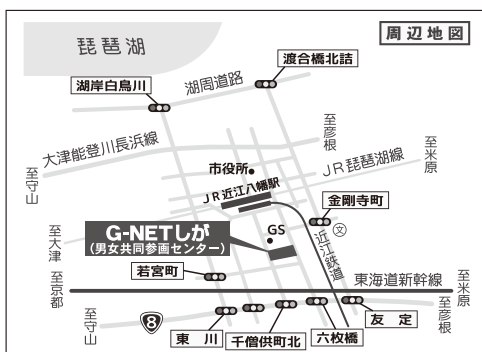 周辺地図
琵琶湖
渡合橋北詰
湖岸白鳥川
湖周道路
大津能登川長浜線
至彦根
至米原
市役所
JR琵琶湖線
至守山
JR近江八幡駅
金剛寺町
文
G-NETしが
(男女共同参画センター)
GS
近江鉄道
至大津
若宮町
東海道新幹線
至京都
至米原
8
至守山
東川
千僧供町北
六枚橋
友定
至彦根